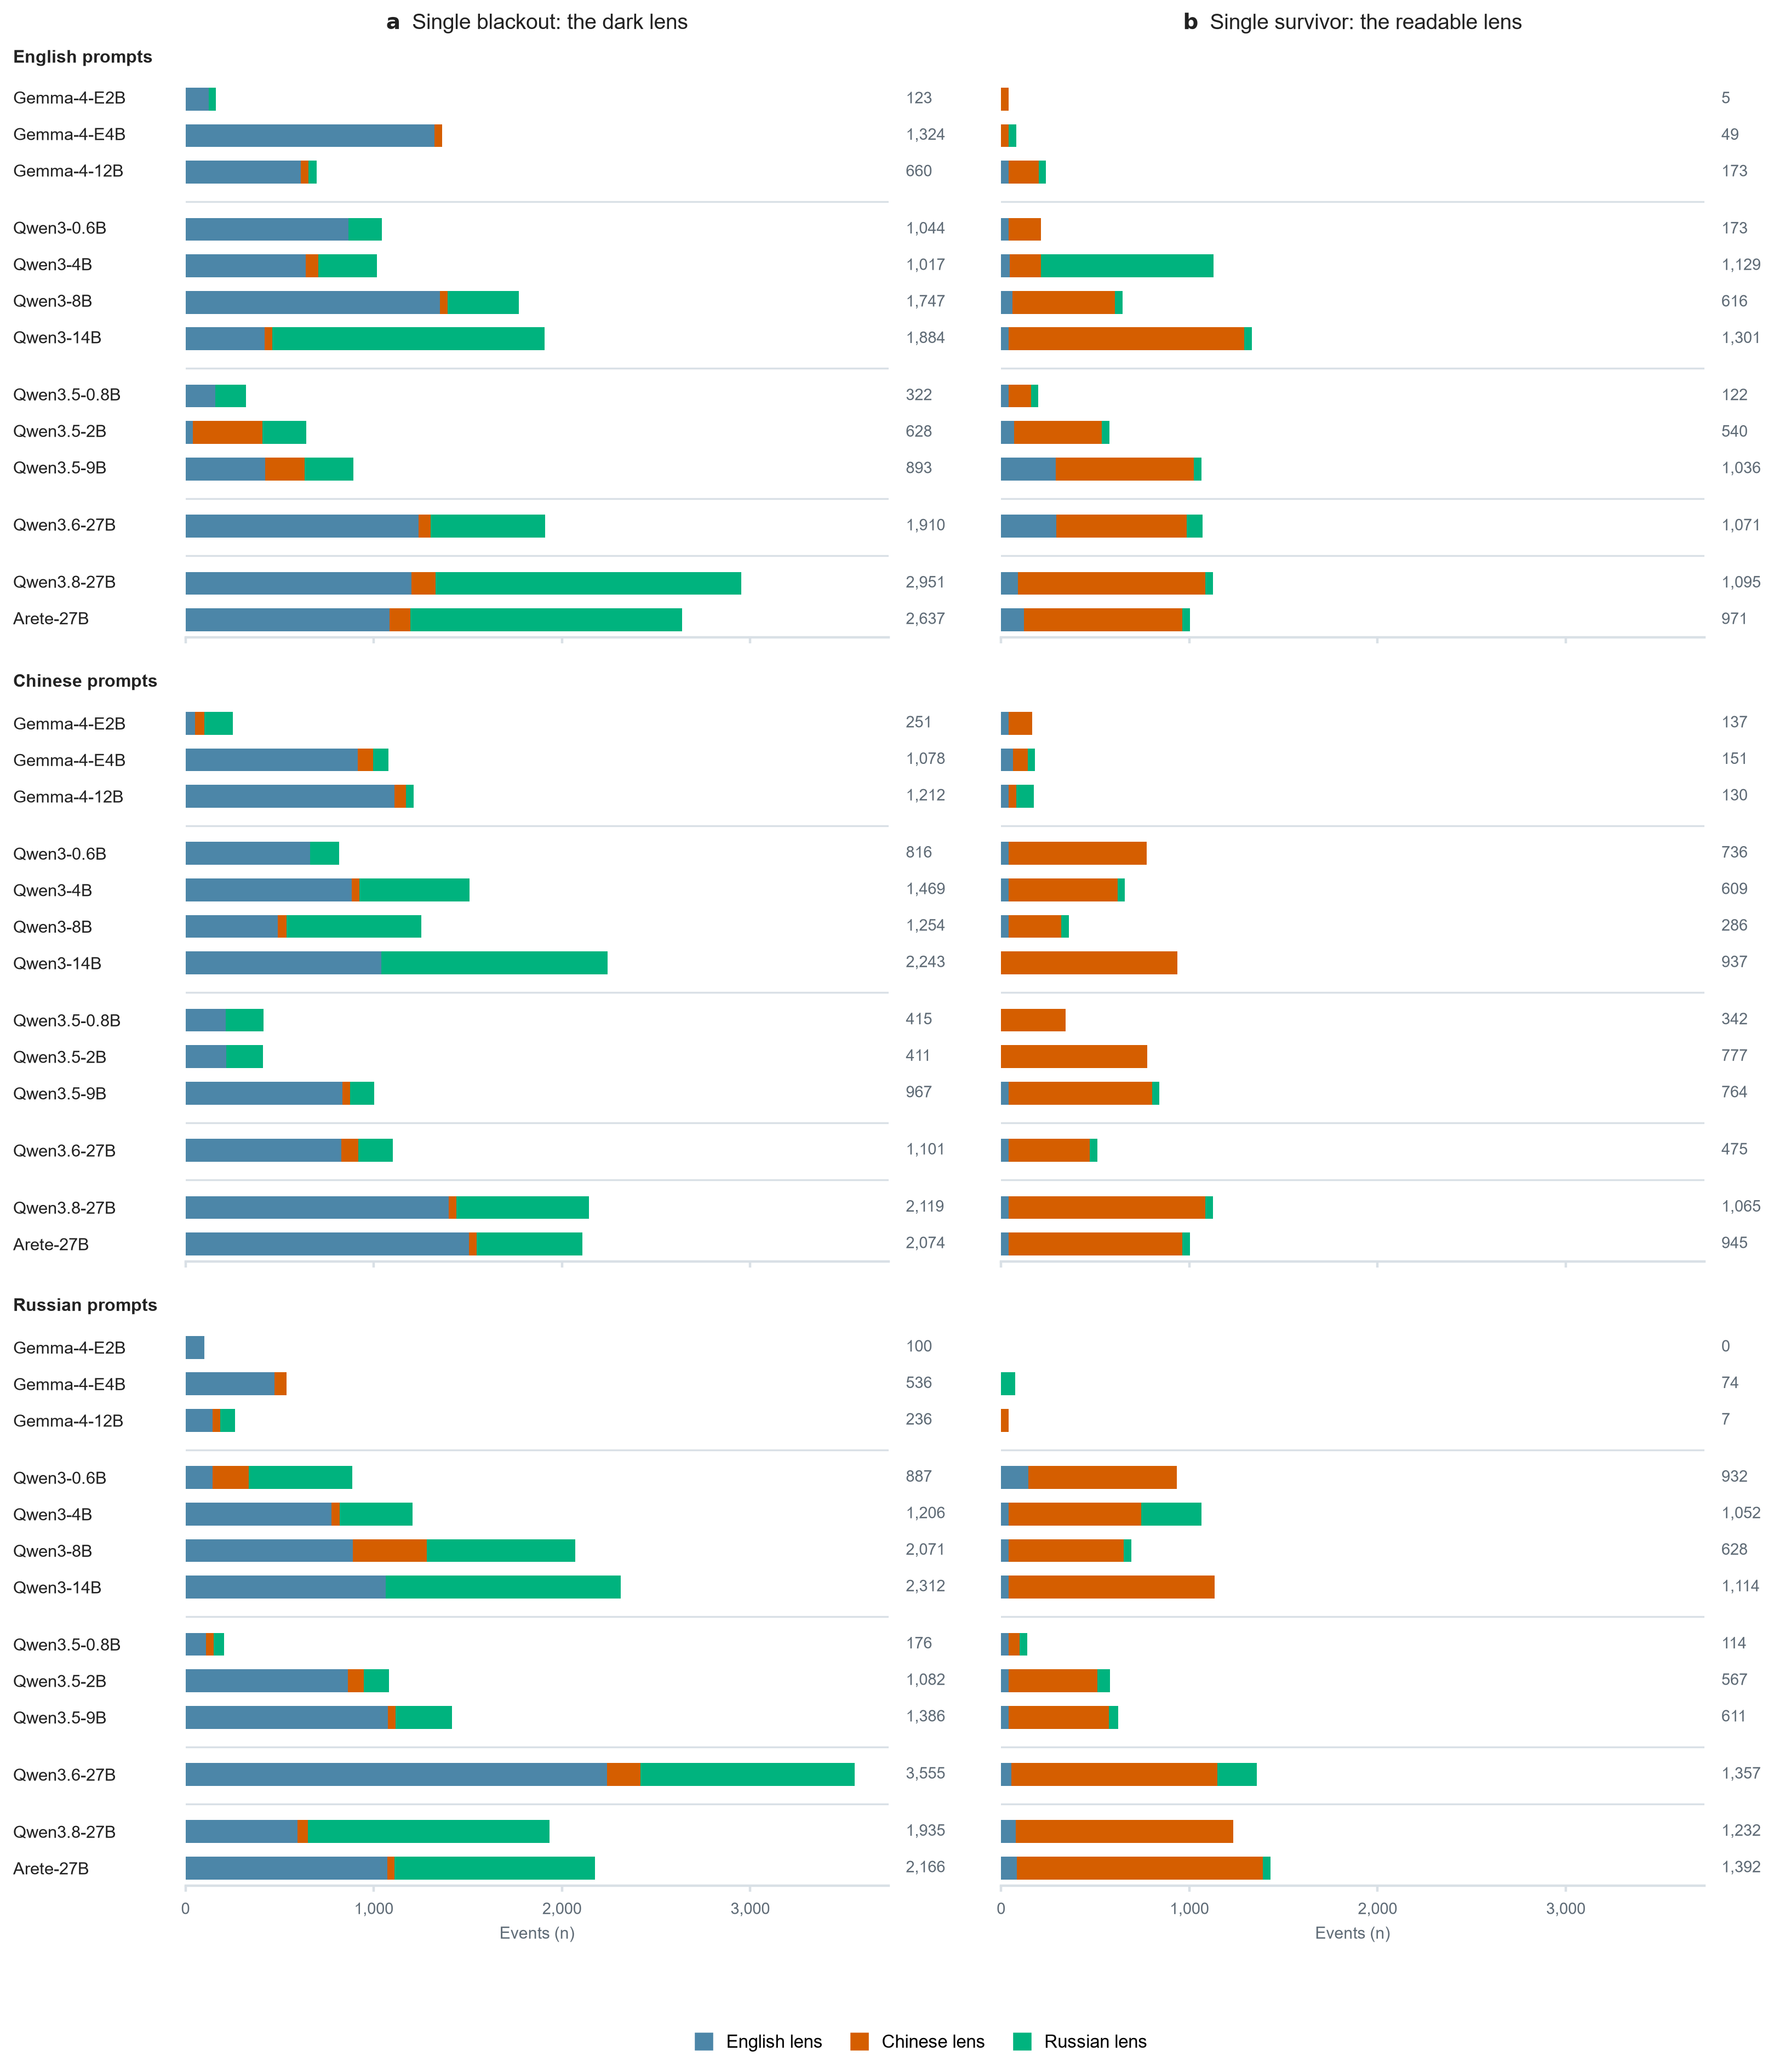 a Single blackout: the dark lens b Single survivor: the readable lens
English prompts
Gemma-4-E2B 123 5
Gemma-4-E4B 1,324 49
Gemma-4-12B 660 173
Qwen3-0.6B 1,044 173
Qwen3-4B 1,017 1,129
Qwen3-8B 1,747 616
Qwen3-14B 1,884 1,301
Qwen3.5-0.8B 322 122
Qwen3.5-2B 628 540
Qwen3.5-9B 893 1,036
Qwen3.6-27B 1,910 1,071
Qwen3.8-27B 2,951 1,095
Arete-27B 2,637 971
Chinese prompts
Gemma-4-E2B 251 137
Gemma-4-E4B 1,078 151
Gemma-4-12B 1,212 130
Qwen3-0.6B 816 736
Qwen3-4B 1,469 609
Qwen3-8B 1,254 286
Qwen3-14B 2,243 937
Qwen3.5-0.8B 415 342
Qwen3.5-2B 411 777
Qwen3.5-9B 967 764
Qwen3.6-27B 1,101 475
Qwen3.8-27B 2,119 1,065
Arete-27B 2,074 945
Russian prompts
Gemma-4-E2B 100 0
Gemma-4-E4B 536 74
Gemma-4-12B 236 7
Qwen3-0.6B 887 932
Qwen3-4B 1,206 1,052
Qwen3-8B 2,071 628
Qwen3-14B 2,312 1,114
Qwen3.5-0.8B 176 114
Qwen3.5-2B 1,082 567
Qwen3.5-9B 1,386 611
Qwen3.6-27B 3,555 1,357
Qwen3.8-27B 1,935 1,232
Arete-27B 2,166 1,392
0 1,000 2,000 3,000 0 1,000 2,000 3,000
Events (n) Events (n)
English lens Chinese lens Russian lens